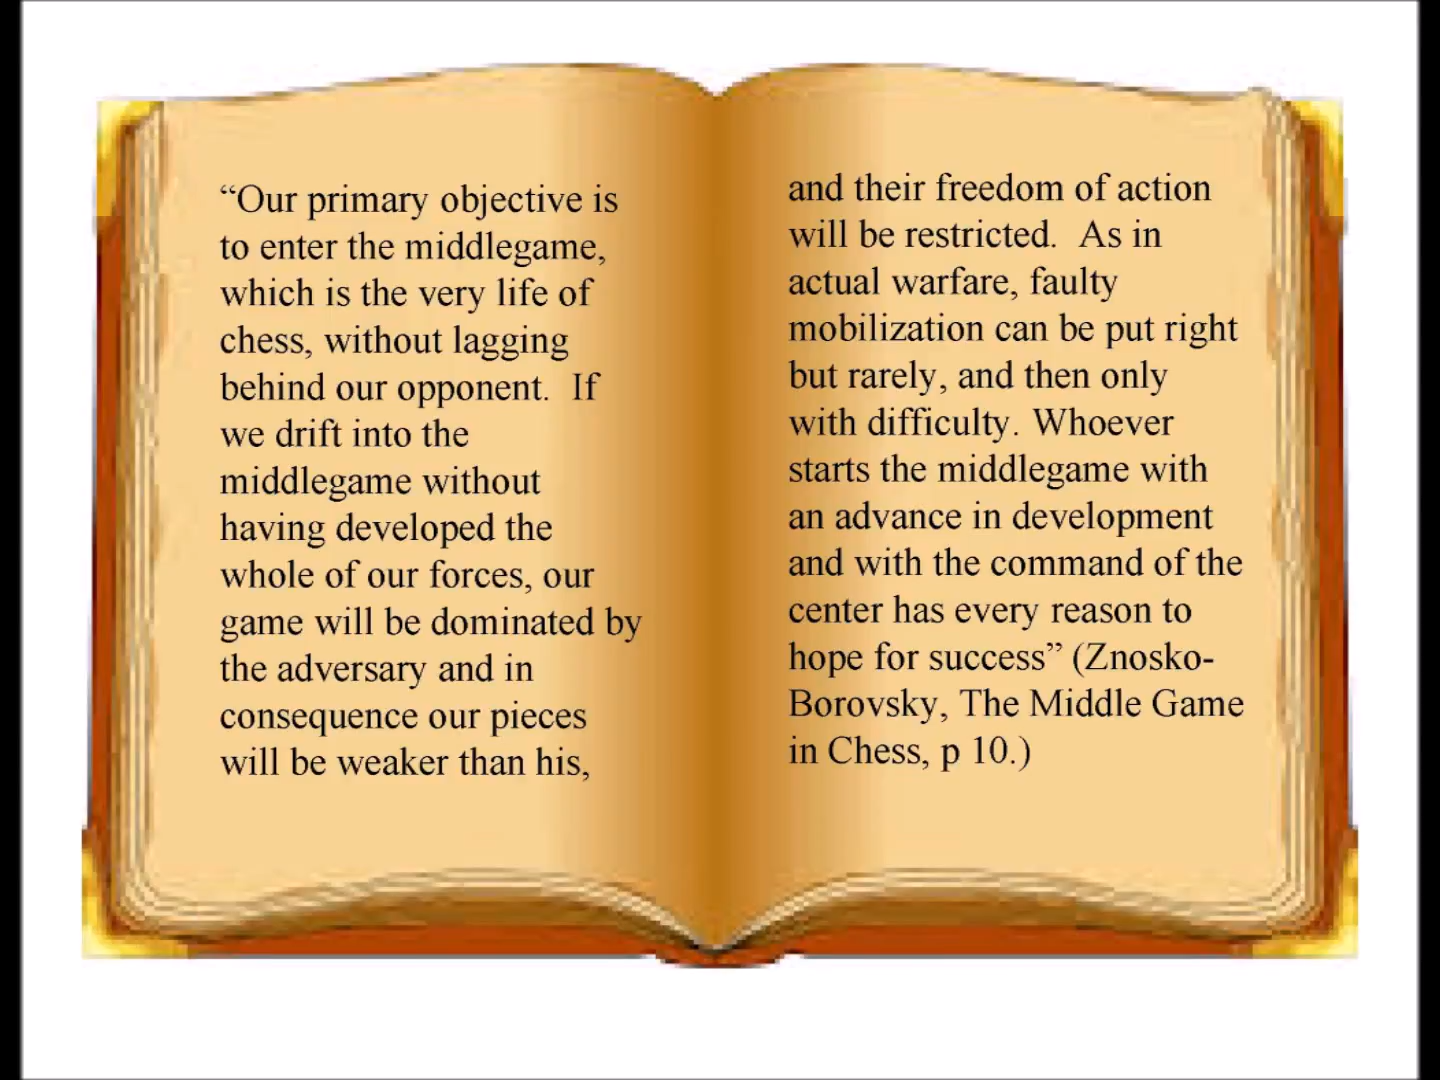 “Our primary objective is
to enter the middlegame,
which is the very life of
chess, without lagging
behind our opponent.  If
we drift into the
middlegame without
having developed the
whole of our forces, our
game will be dominated by
the adversary and in
consequence our pieces
will be weaker than his,
and their freedom of action
will be restricted.  As in
actual warfare, faulty
mobilization can be put right
but rarely, and then only
with difficulty. Whoever
starts the middlegame with
an advance in development
and with the command of the
center has every reason to
hope for success” (Znosko-
Borovsky, The Middle Game
in Chess, p 10.)